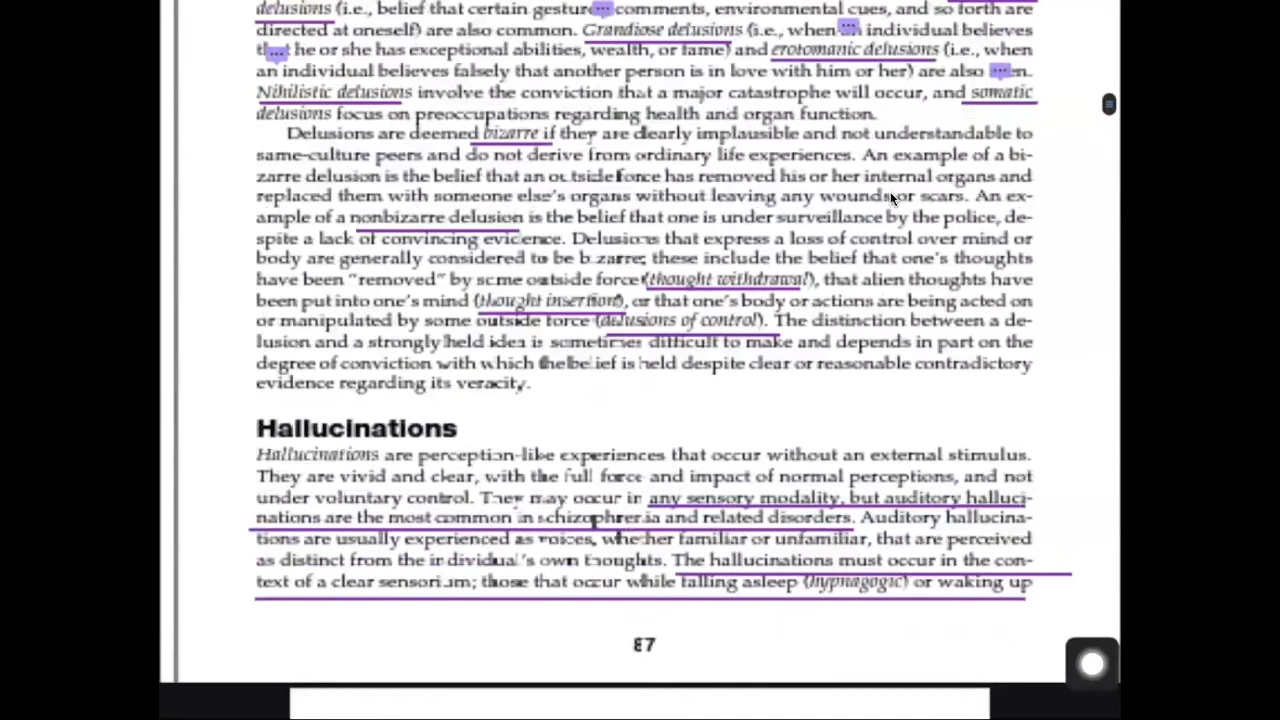 delusions (i.e., belief that certain gestures, comments, environmental cues, and so forth are
directed at oneself) are also common. Grandiose delusions (i.e., when individual believes
that he or she has exceptional abilities, wealth, or fame) and erotomanic delusions (i.e., when
an individual believes falsely that another person is in love with him or her) are also
Nihilistic delusions involve the conviction that a major catastrophe will occur, and somatic
delusions focus on preoccupations regarding health and organ function.
Delusions are deemed bizarre if they are clearly implausible and not understandable to
same-culture peers and do not derive from ordinary life experiences. An example of a bi-
zarre delusion is the belief that an outside force has removed his or her internal organs and
replaced them with someone else's organs without leaving any wounds or scars. An ex-
ample of a nonbizarre delusion is the belief that one is under surveillance by the police, de-
spite a lack of convincing evidence. Delusions that express a loss of control over mind or
body are generally considered to be bizarre; these include the belief that one's thoughts
have been "removed" by some outside force (thought withdrawal), that alien thoughts have
been put into one's mind (thought insertion), or that one's body or actions are being acted on
or manipulated by some outside force (delusions of control). The distinction between a de-
lusion and a strongly held idea is sometimes difficult to make and depends in part on the
degree of conviction with which the belief is held despite clear or reasonable contradictory
evidence regarding its veracity.
Hallucinations
Hallucinations are perception-like experiences that occur without an external stimulus.
They are vivid and clear, with the full force and impact of normal perceptions, and not
under voluntary control. They may occur in any sensory modality, but auditory halluci-
nations are the most common in schizophrenia and related disorders. Auditory hallucina-
tions are usually experienced as voices, whether familiar or unfamiliar, that are perceived
as distinct from the individual's own thoughts. The hallucinations must occur in the con-
text of a clear sensorium; those that occur while falling asleep (hypnagogic) or waking up
87